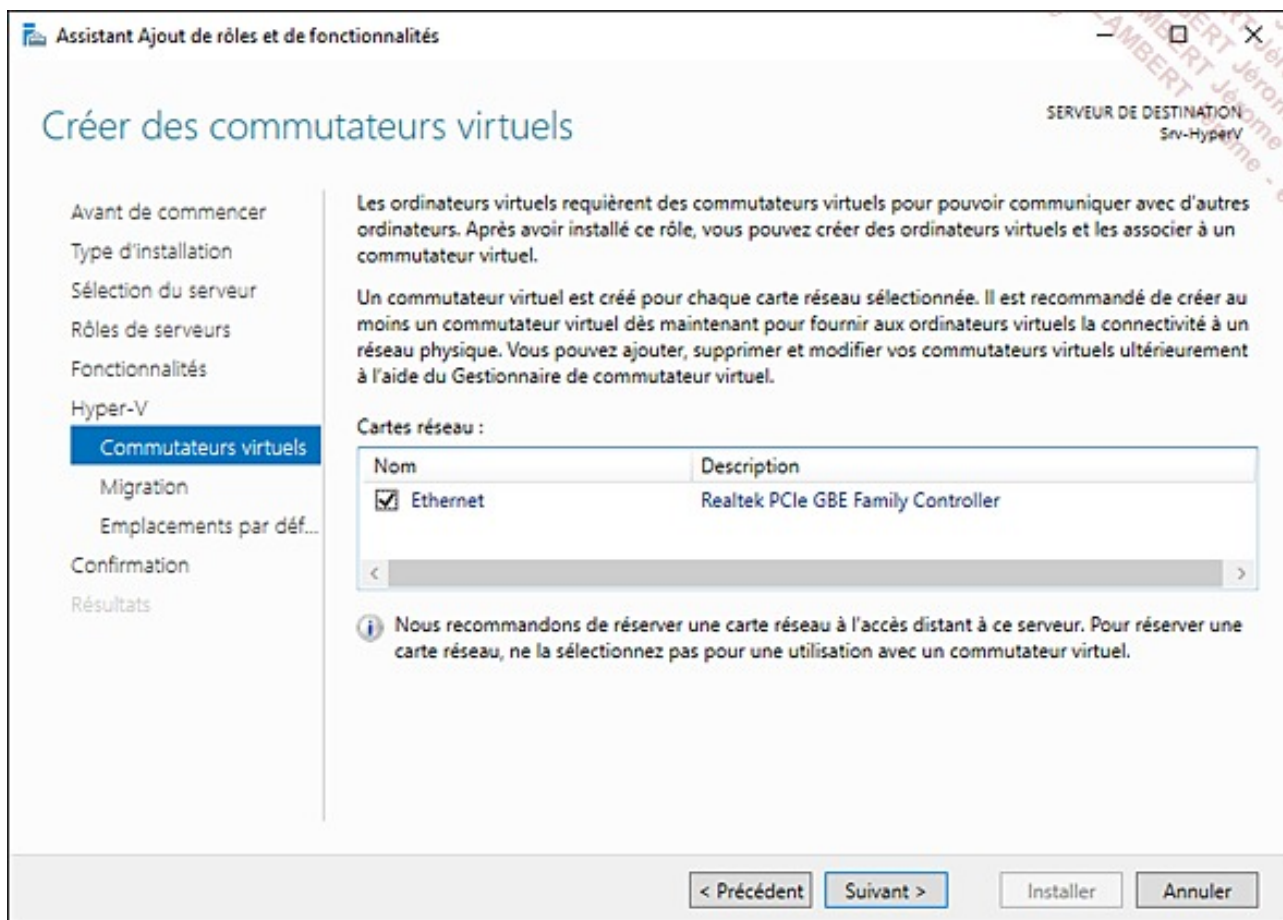 Assistant Ajout de rôles et de fonctionnalités
Créer des commutateurs virtuels
SERVEUR DE DESTINATION
Srv-HyperV
Avant de commencer
Type d'installation
Sélection du serveur
Rôles de serveurs
Fonctionnalités
Hyper-V
Commutateurs virtuels
Migration
Emplacements par déf...
Confirmation
Résultats
Les ordinateurs virtuels requièrent des commutateurs virtuels pour pouvoir communiquer avec d'autres
ordinateurs. Après avoir installé ce rôle, vous pouvez créer des ordinateurs virtuels et les associer à un
commutateur virtuel.
Un commutateur virtuel est créé pour chaque carte réseau sélectionnée. Il est recommandé de créer au
moins un commutateur virtuel dès maintenant pour fournir aux ordinateurs virtuels la connectivité à un
réseau physique. Vous pouvez ajouter, supprimer et modifier vos commutateurs virtuels ultérieurement
à l'aide du Gestionnaire de commutateur virtuel.
Cartes réseau :
Nom Description
Ethernet Realtek PCIe GBE Family Controller
Nous recommandons de réserver une carte réseau à l'accès distant à ce serveur. Pour réserver une
carte réseau, ne la sélectionnez pas pour une utilisation avec un commutateur virtuel.
< Précédent Suivant > Installer Annuler
LAMBERT Jérôme